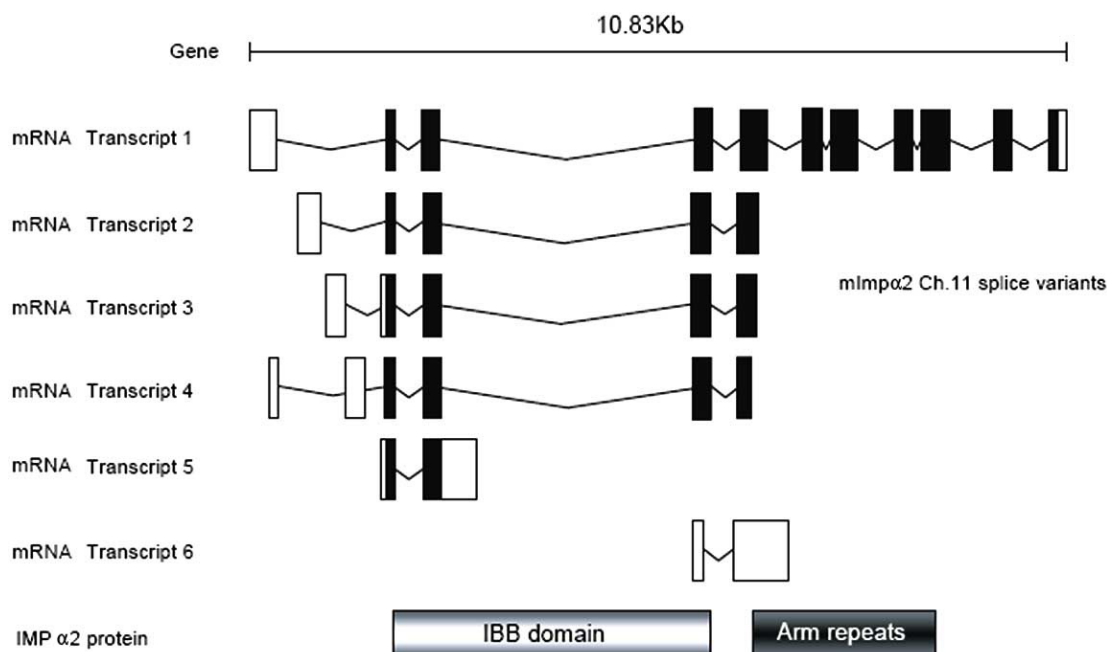 10.83Kb
Gene
mRNA Transcript 1
mRNA Transcript 2
mImpα2 Ch.11 splice variants
mRNA Transcript 3
mRNA Transcript 4
mRNA Transcript 5
mRNA Transcript 6
IMP α2 protein
IBB domain
Arm repeats